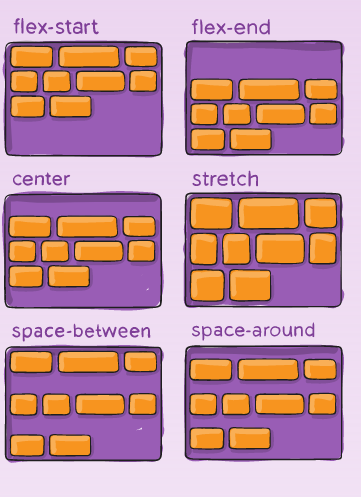 flex-start
flex-end
center
stretch
space-between
space-around